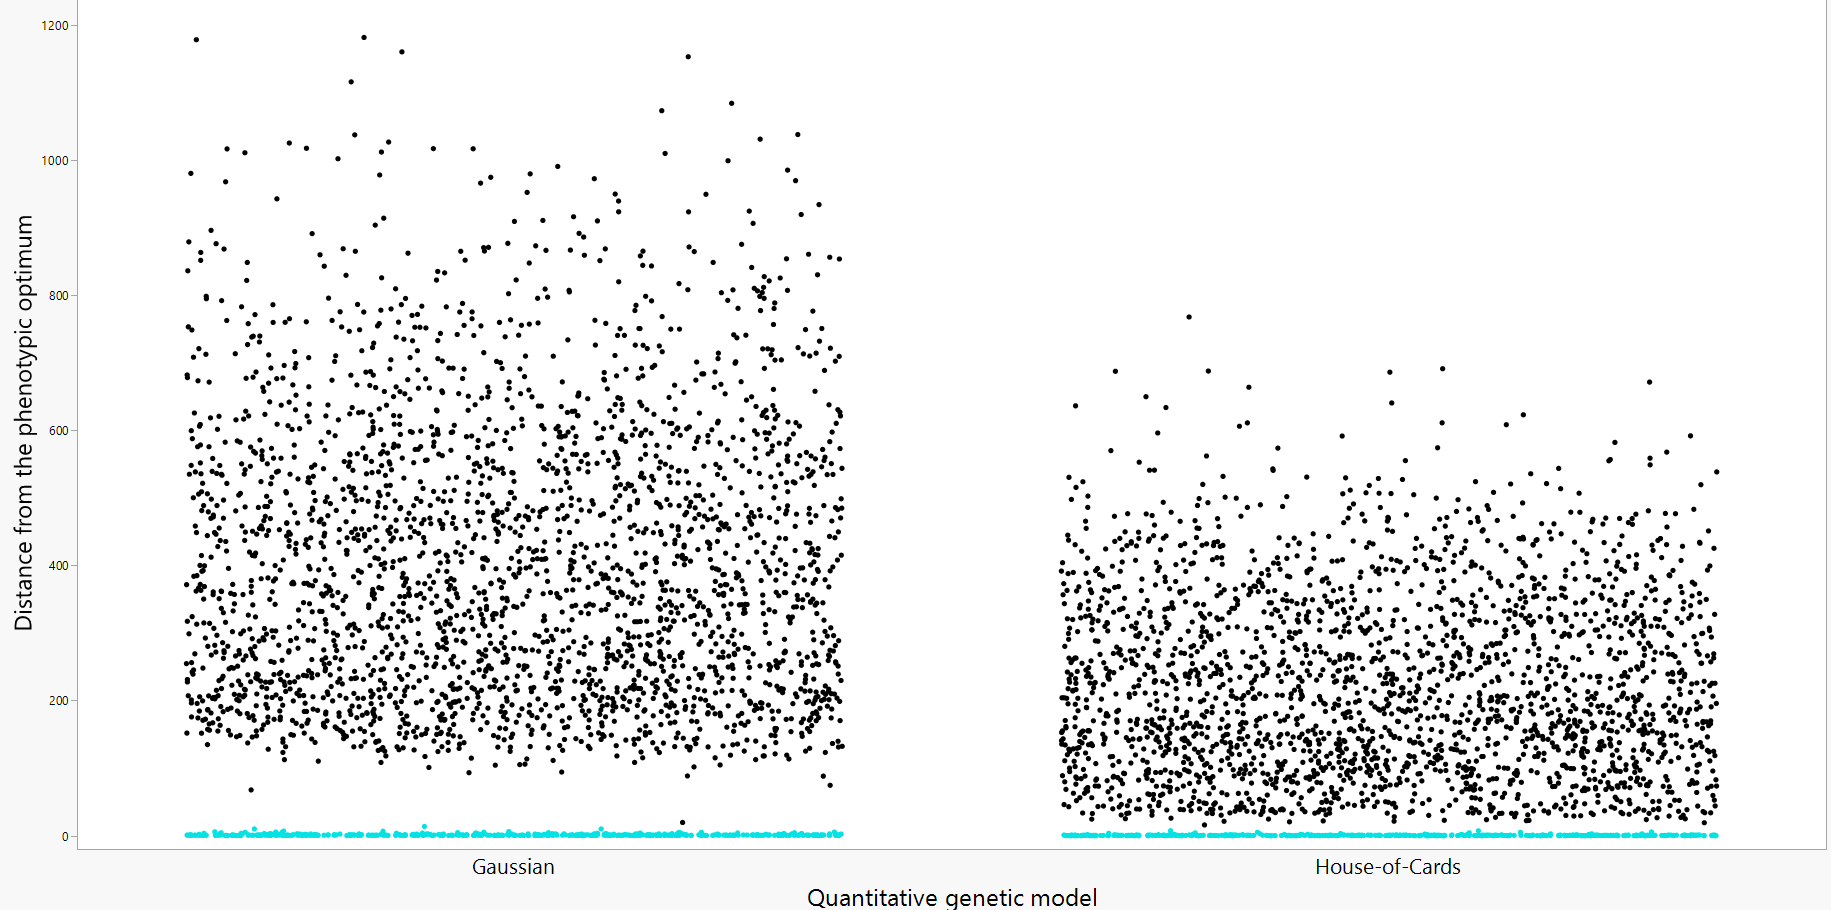 Distance from the phenotypic optimum
1200
1000
800
600
400
200
0
Gaussian
House-of-Cards
Quantitative genetic model